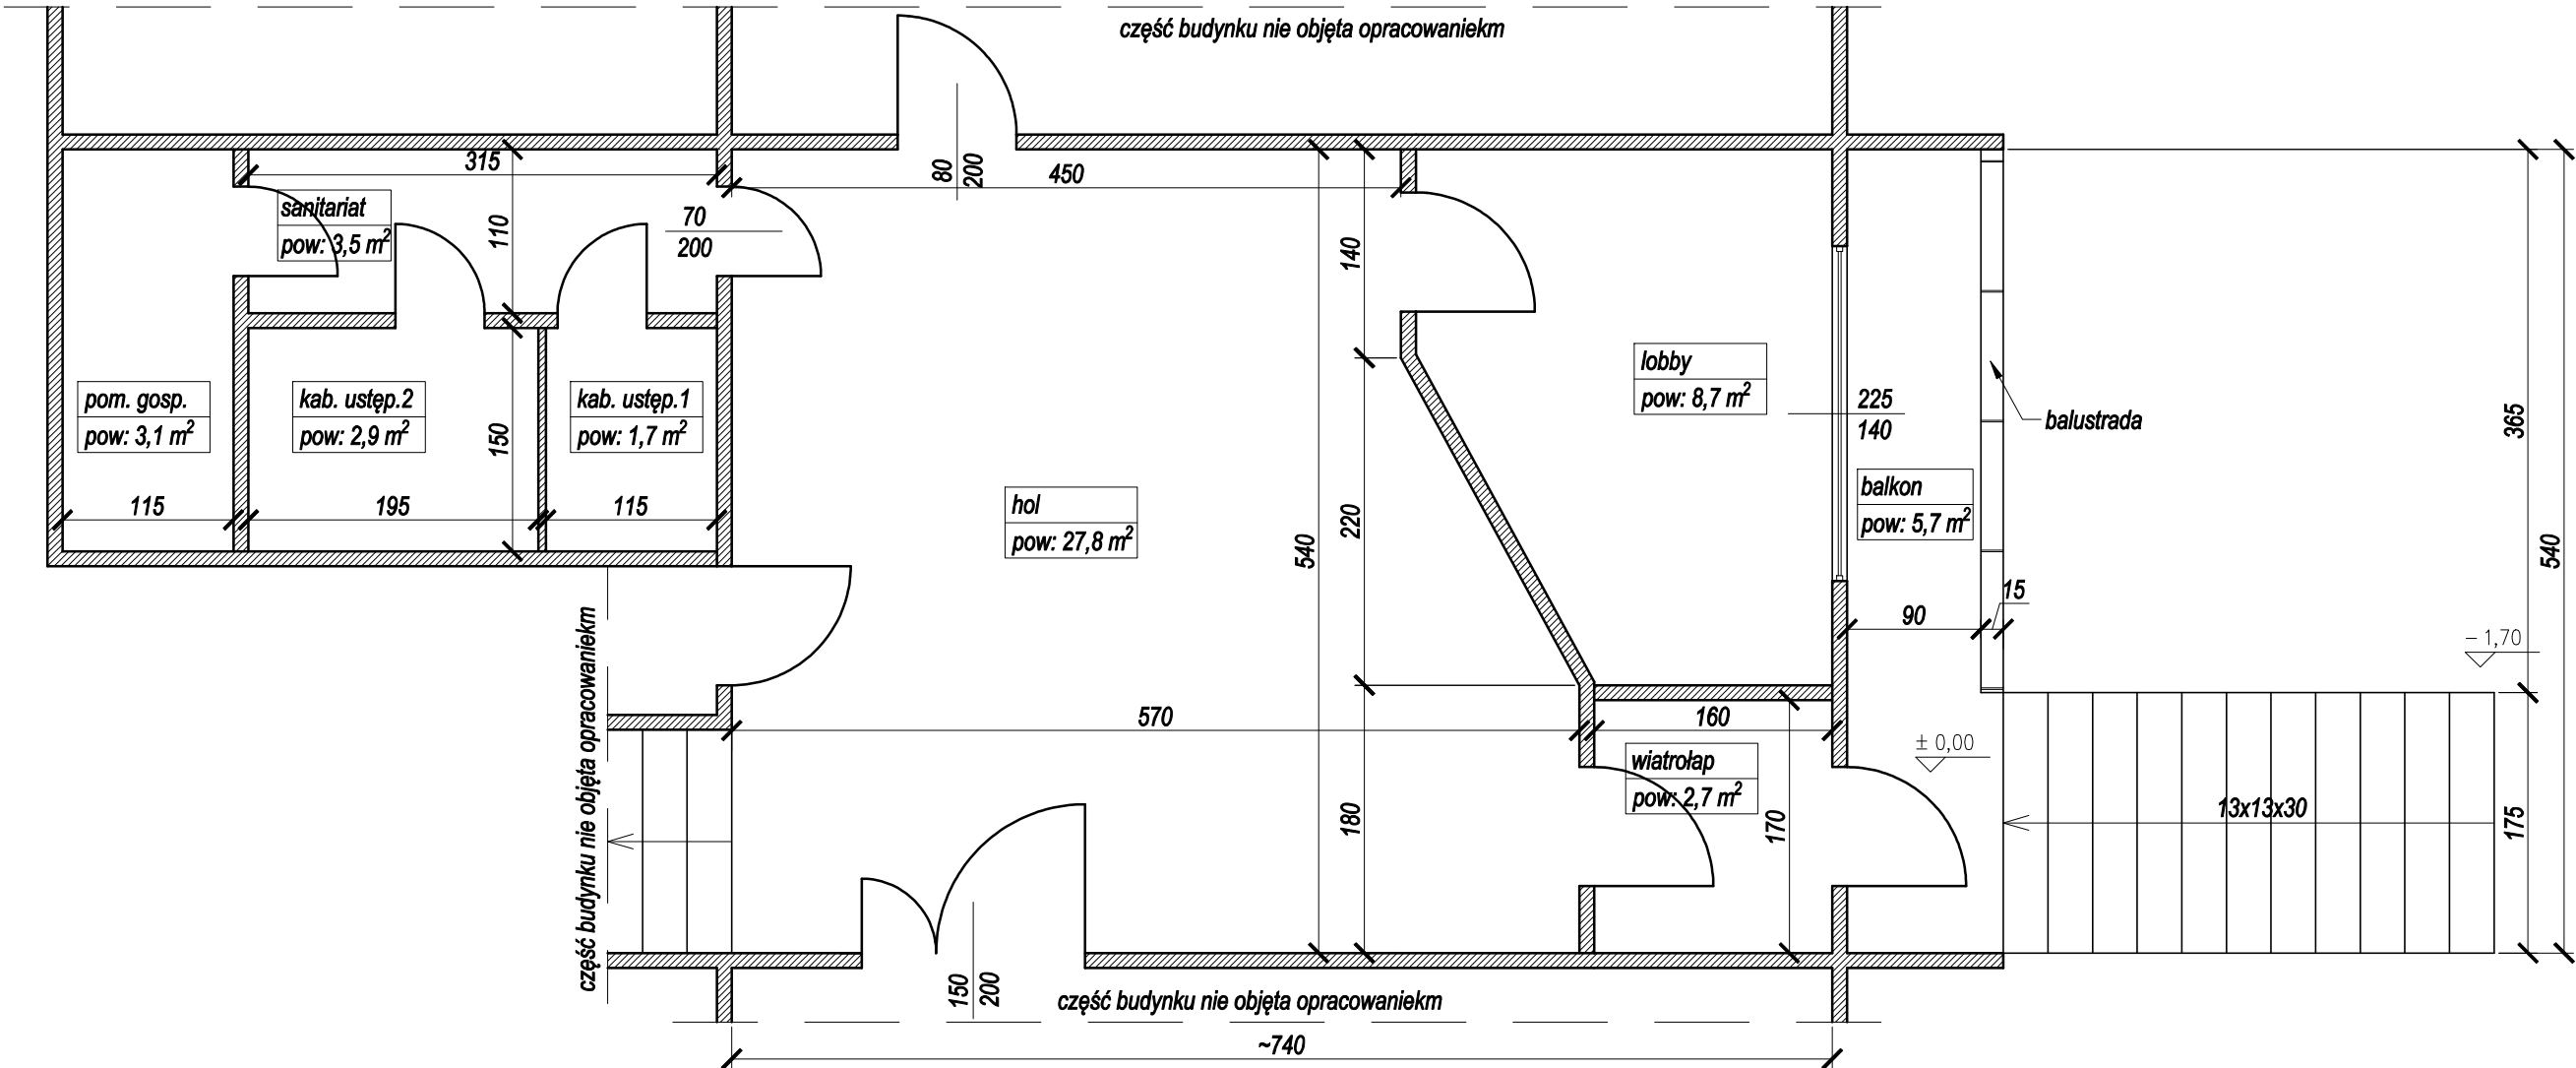 część budynku nie objęta opracowaniekm
315
80
200
450
sanitariat
pow: 3,5 m²
110
70
200
140
lobby
pow: 8,7 m²
225
140
balustrada
365
540
pom. gosp.
pow: 3,1 m²
kab. ustęp.2
pow: 2,9 m²
150
kab. ustęp.1
pow: 1,7 m²
115
195
115
hol
pow: 27,8 m²
540
220
balkon
pow: 5,7 m²
90
15
− 1,70
część budynku nie objęta opracowaniekm
570
160
± 0,00
wiatrołap
pow: 2,7 m²
180
170
13x13x30
175
150
200
część budynku nie objęta opracowaniekm
~740